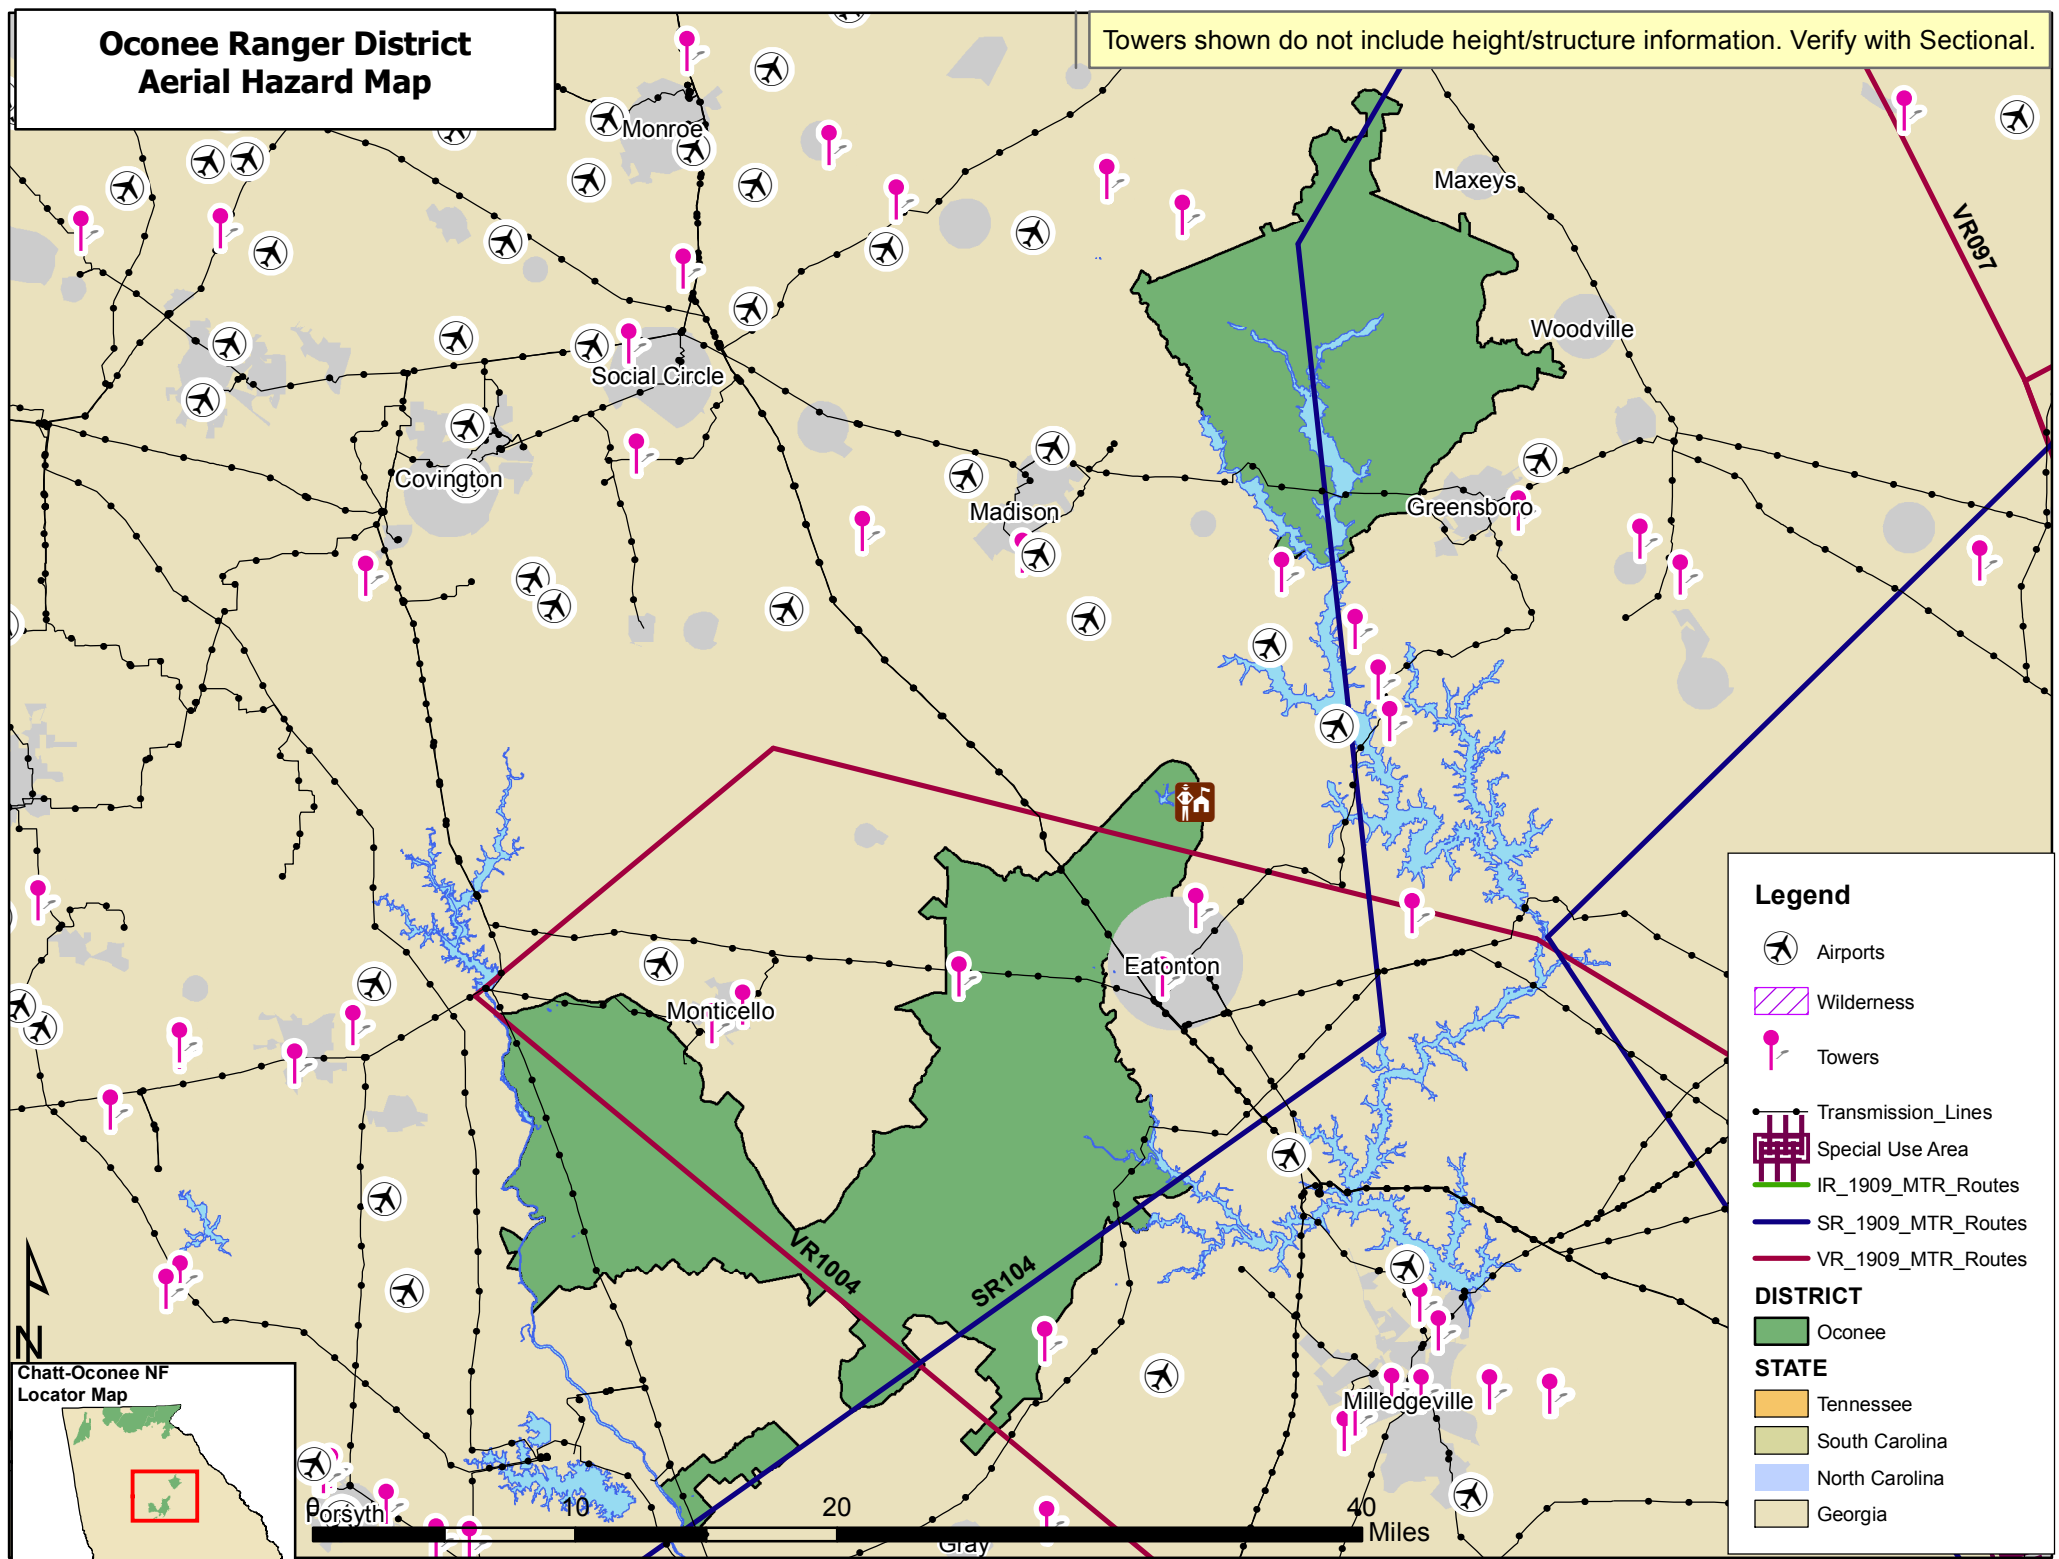 Oconee Ranger District
Aerial Hazard Map
Towers shown do not include height/structure information. Verify with Sectional.
Monroe
Maxeys
VR097
Woodville
Social Circle
Covington
Madison
Greensboro
Eatonton
Monticello
VR1004
SR104
Milledgeville
Forsyth
Gray
N
Chatt-Oconee NF
Locator Map
0 10 20 40
Miles
Legend
Airports
Wilderness
Towers
Transmission_Lines
Special Use Area
IR_1909_MTR_Routes
SR_1909_MTR_Routes
VR_1909_MTR_Routes
DISTRICT
Oconee
STATE
Tennessee
South Carolina
North Carolina
Georgia